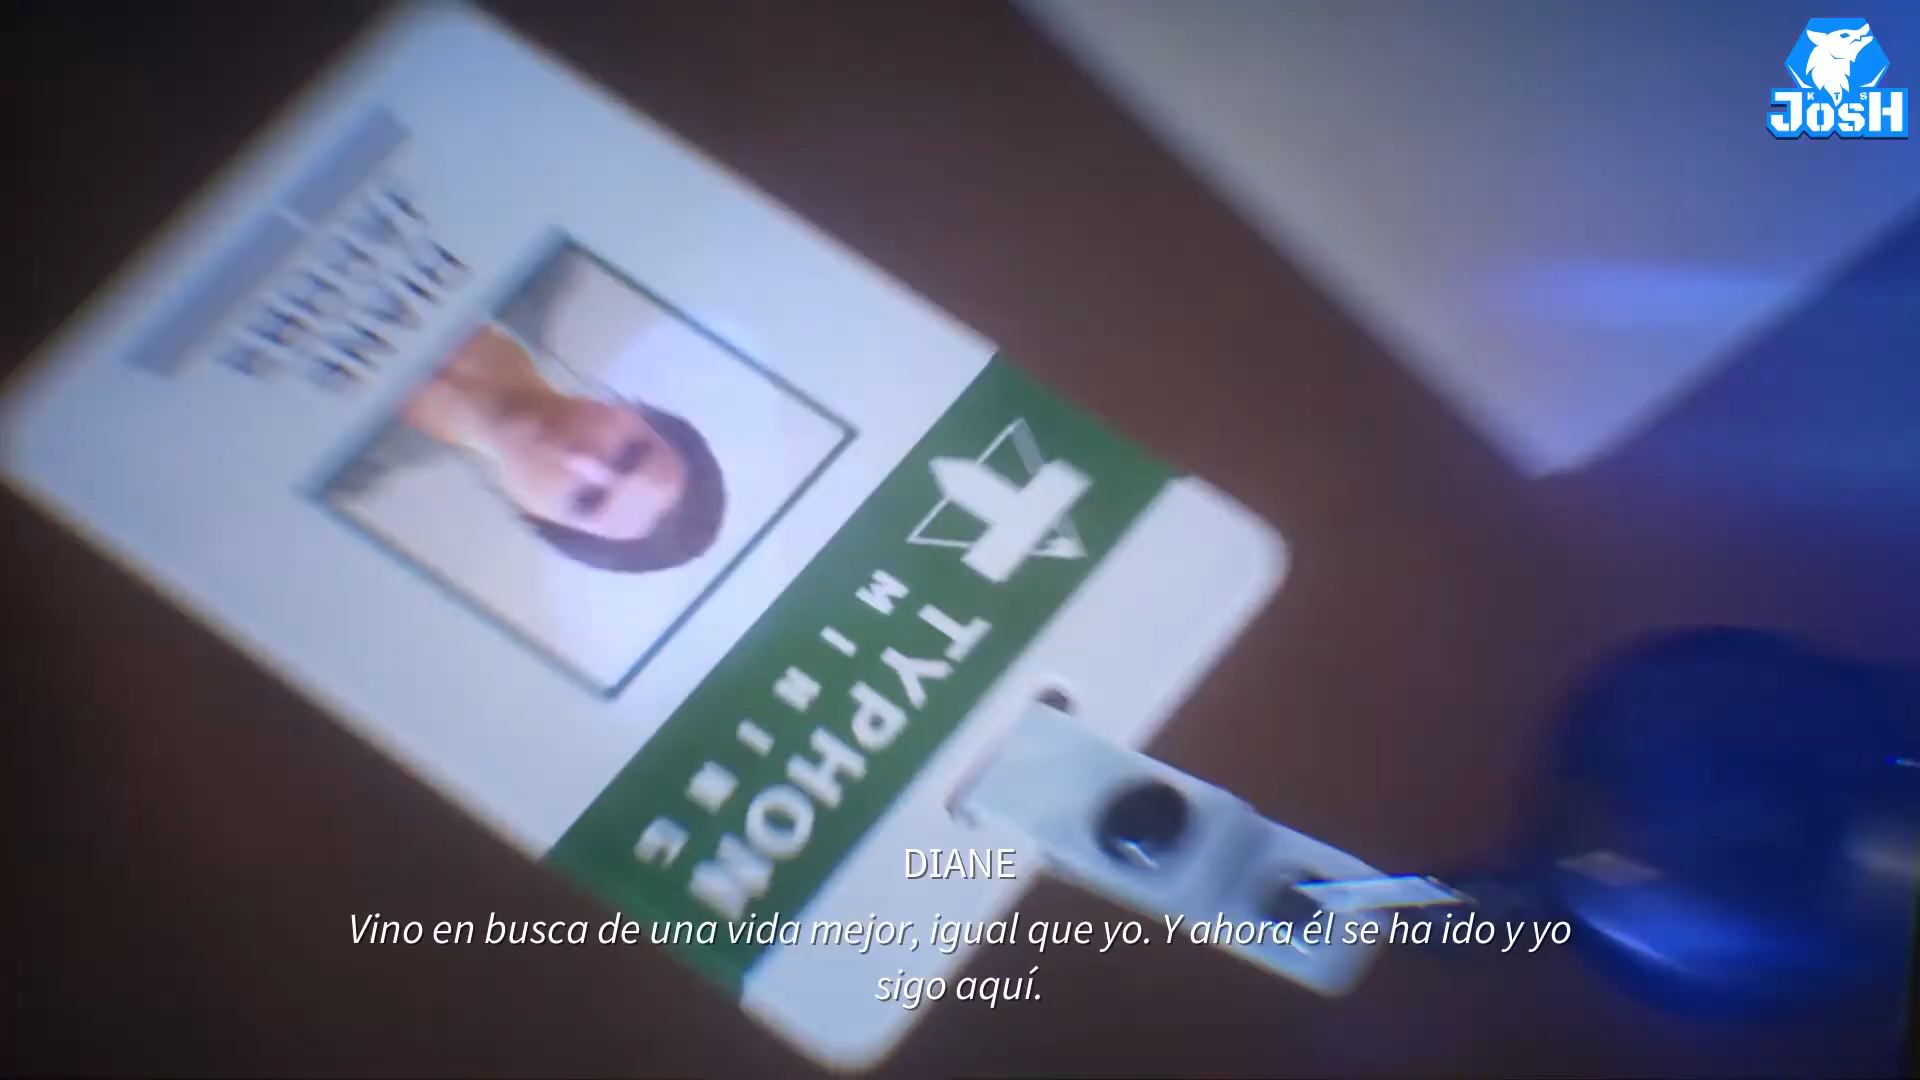 KTS
JOSH
TYPHON
MINING
DIANE
Vino en busca de una vida mejor, igual que yo. Y ahora él se ha ido y yo
sigo aquí.